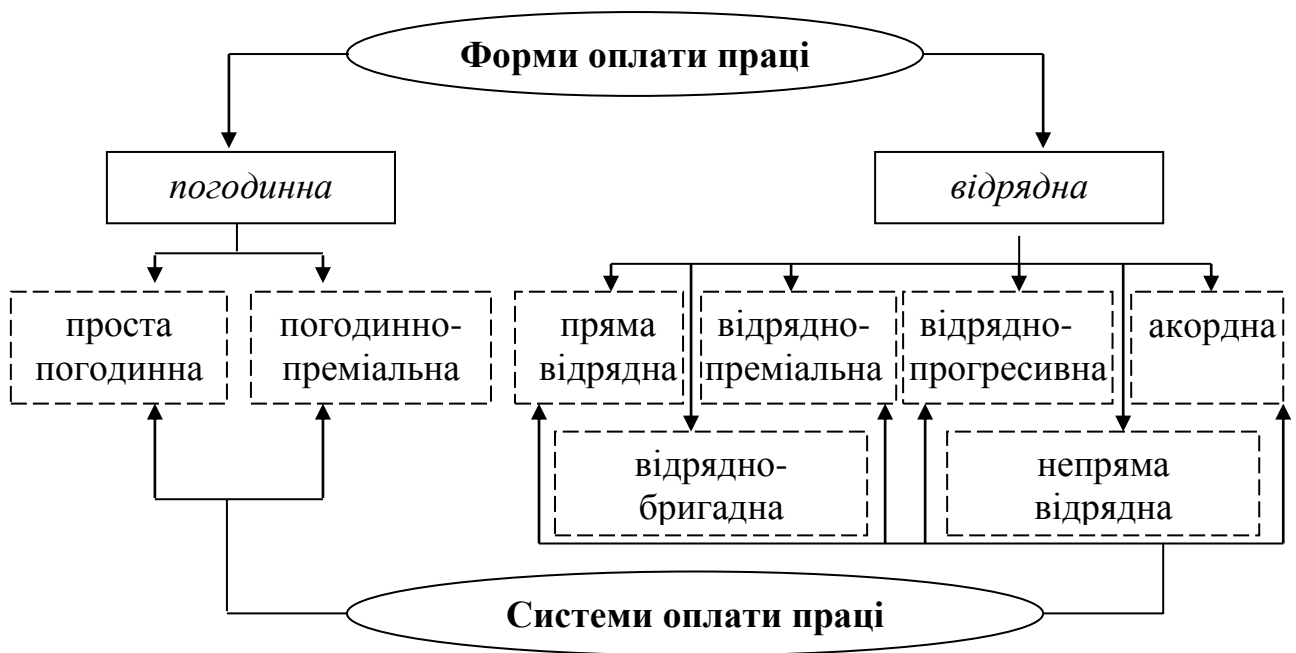 Форми оплати праці
погодинна
відрядна
проста
погодинна
погодинно-
преміальна
пряма
відрядна
відрядно-
преміальна
відрядно-
прогресивна
акордна
відрядно-
бригадна
непряма
відрядна
Системи оплати праці